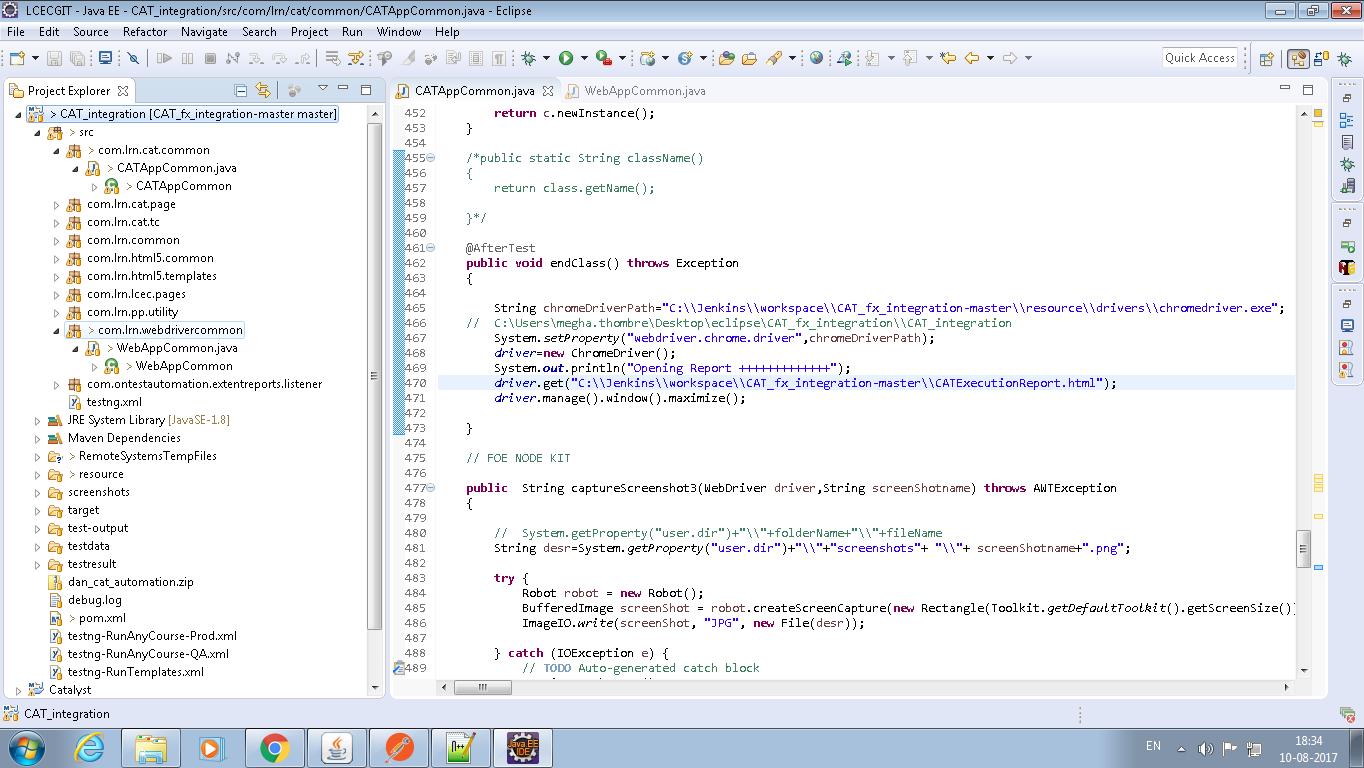 LCECGIT - Java EE - CAT_integration/src/com/lrn/cat/common/CATAppCommon.java - Eclipse
File Edit Source Refactor Navigate Search Project Run Window Help
Quick Access
Project Explorer
CATAppCommon.java WebAppCommon.java
> CAT_integration [CAT_fx_integration-master master]
> src
> com.lrn.cat.common
> CATAppCommon.java
> CATAppCommon
com.lrn.cat.page
com.lrn.cat.tc
com.lrn.common
com.lrn.html5.common
com.lrn.html5.templates
com.lrn.lcec.pages
com.lrn.pp.utility
> com.lrn.webdrivercommon
> WebAppCommon.java
> WebAppCommon
com.ontestautomation.extentreports.listener
testng.xml
JRE System Library [JavaSE-1.8]
Maven Dependencies
> RemoteSystemsTempFiles
> resource
screenshots
target
test-output
testdata
testresult
dan_cat_automation.zip
debug.log
> pom.xml
testng-RunAnyCourse-Prod.xml
testng-RunAnyCourse-QA.xml
testng-RunTemplates.xml
Catalyst
452 return c.newInstance();
453 }
454
455 /*public static String className()
456 {
457 return class.getName();
458
459 }*/
460
461 @AfterTest
462 public void endClass() throws Exception
463 {
464
465 String chromeDriverPath="C:\\Jenkins\\workspace\\CAT_fx_integration-master\\resource\\drivers\\chromedriver.exe";
466 // C:\Users\megha.thombre\Desktop\eclipse\CAT_fx_integration\\CAT_integration
467 System.setProperty("webdriver.chrome.driver",chromeDriverPath);
468 driver=new ChromeDriver();
469 System.out.println("Opening Report +++++++++++++");
470 driver.get("C:\\Jenkins\\workspace\\CAT_fx_integration-master\\CATExecutionReport.html");
471 driver.manage().window().maximize();
472
473 }
474
475 // FOE NODE KIT
476
477 public String captureScreenshot3(WebDriver driver,String screenShotname) throws AWTException
478 {
479
480 // System.getProperty("user.dir")+"\\"+folderName+"\\"+fileName
481 String desr=System.getProperty("user.dir")+"\\"+"screenshots"+ "\\"+ screenShotname+".png";
482
483 try {
484 Robot robot = new Robot();
485 BufferedImage screenShot = robot.createScreenCapture(new Rectangle(Toolkit.getDefaultToolkit().getScreenSize())
486 ImageIO.write(screenShot, "JPG", new File(desr));
487
488 } catch (IOException e) {
489 // TODO Auto-generated catch block
CAT_integration
Java EE
IDE
EN
18:34
10-08-2017